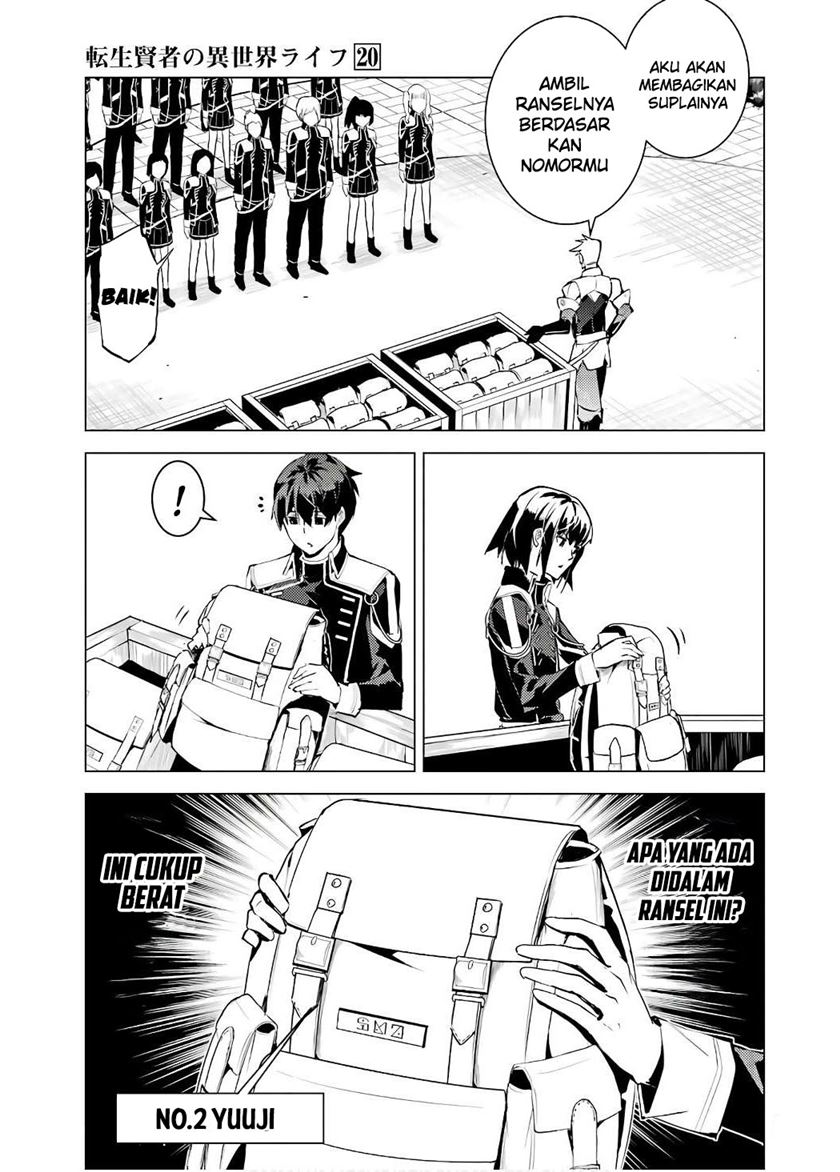 転生賢者の異世界ライフ 20
AKU AKAN
MEMBAGIKAN
SUPLAINYA
AMBIL
RANSELNYA
BERDASAR
KAN
NOMORMU
BAIK!
!
APA YANG ADA
DIDALAM
RANSEL INI?
INI CUKUP
BERAT
NO.2 YUUJI